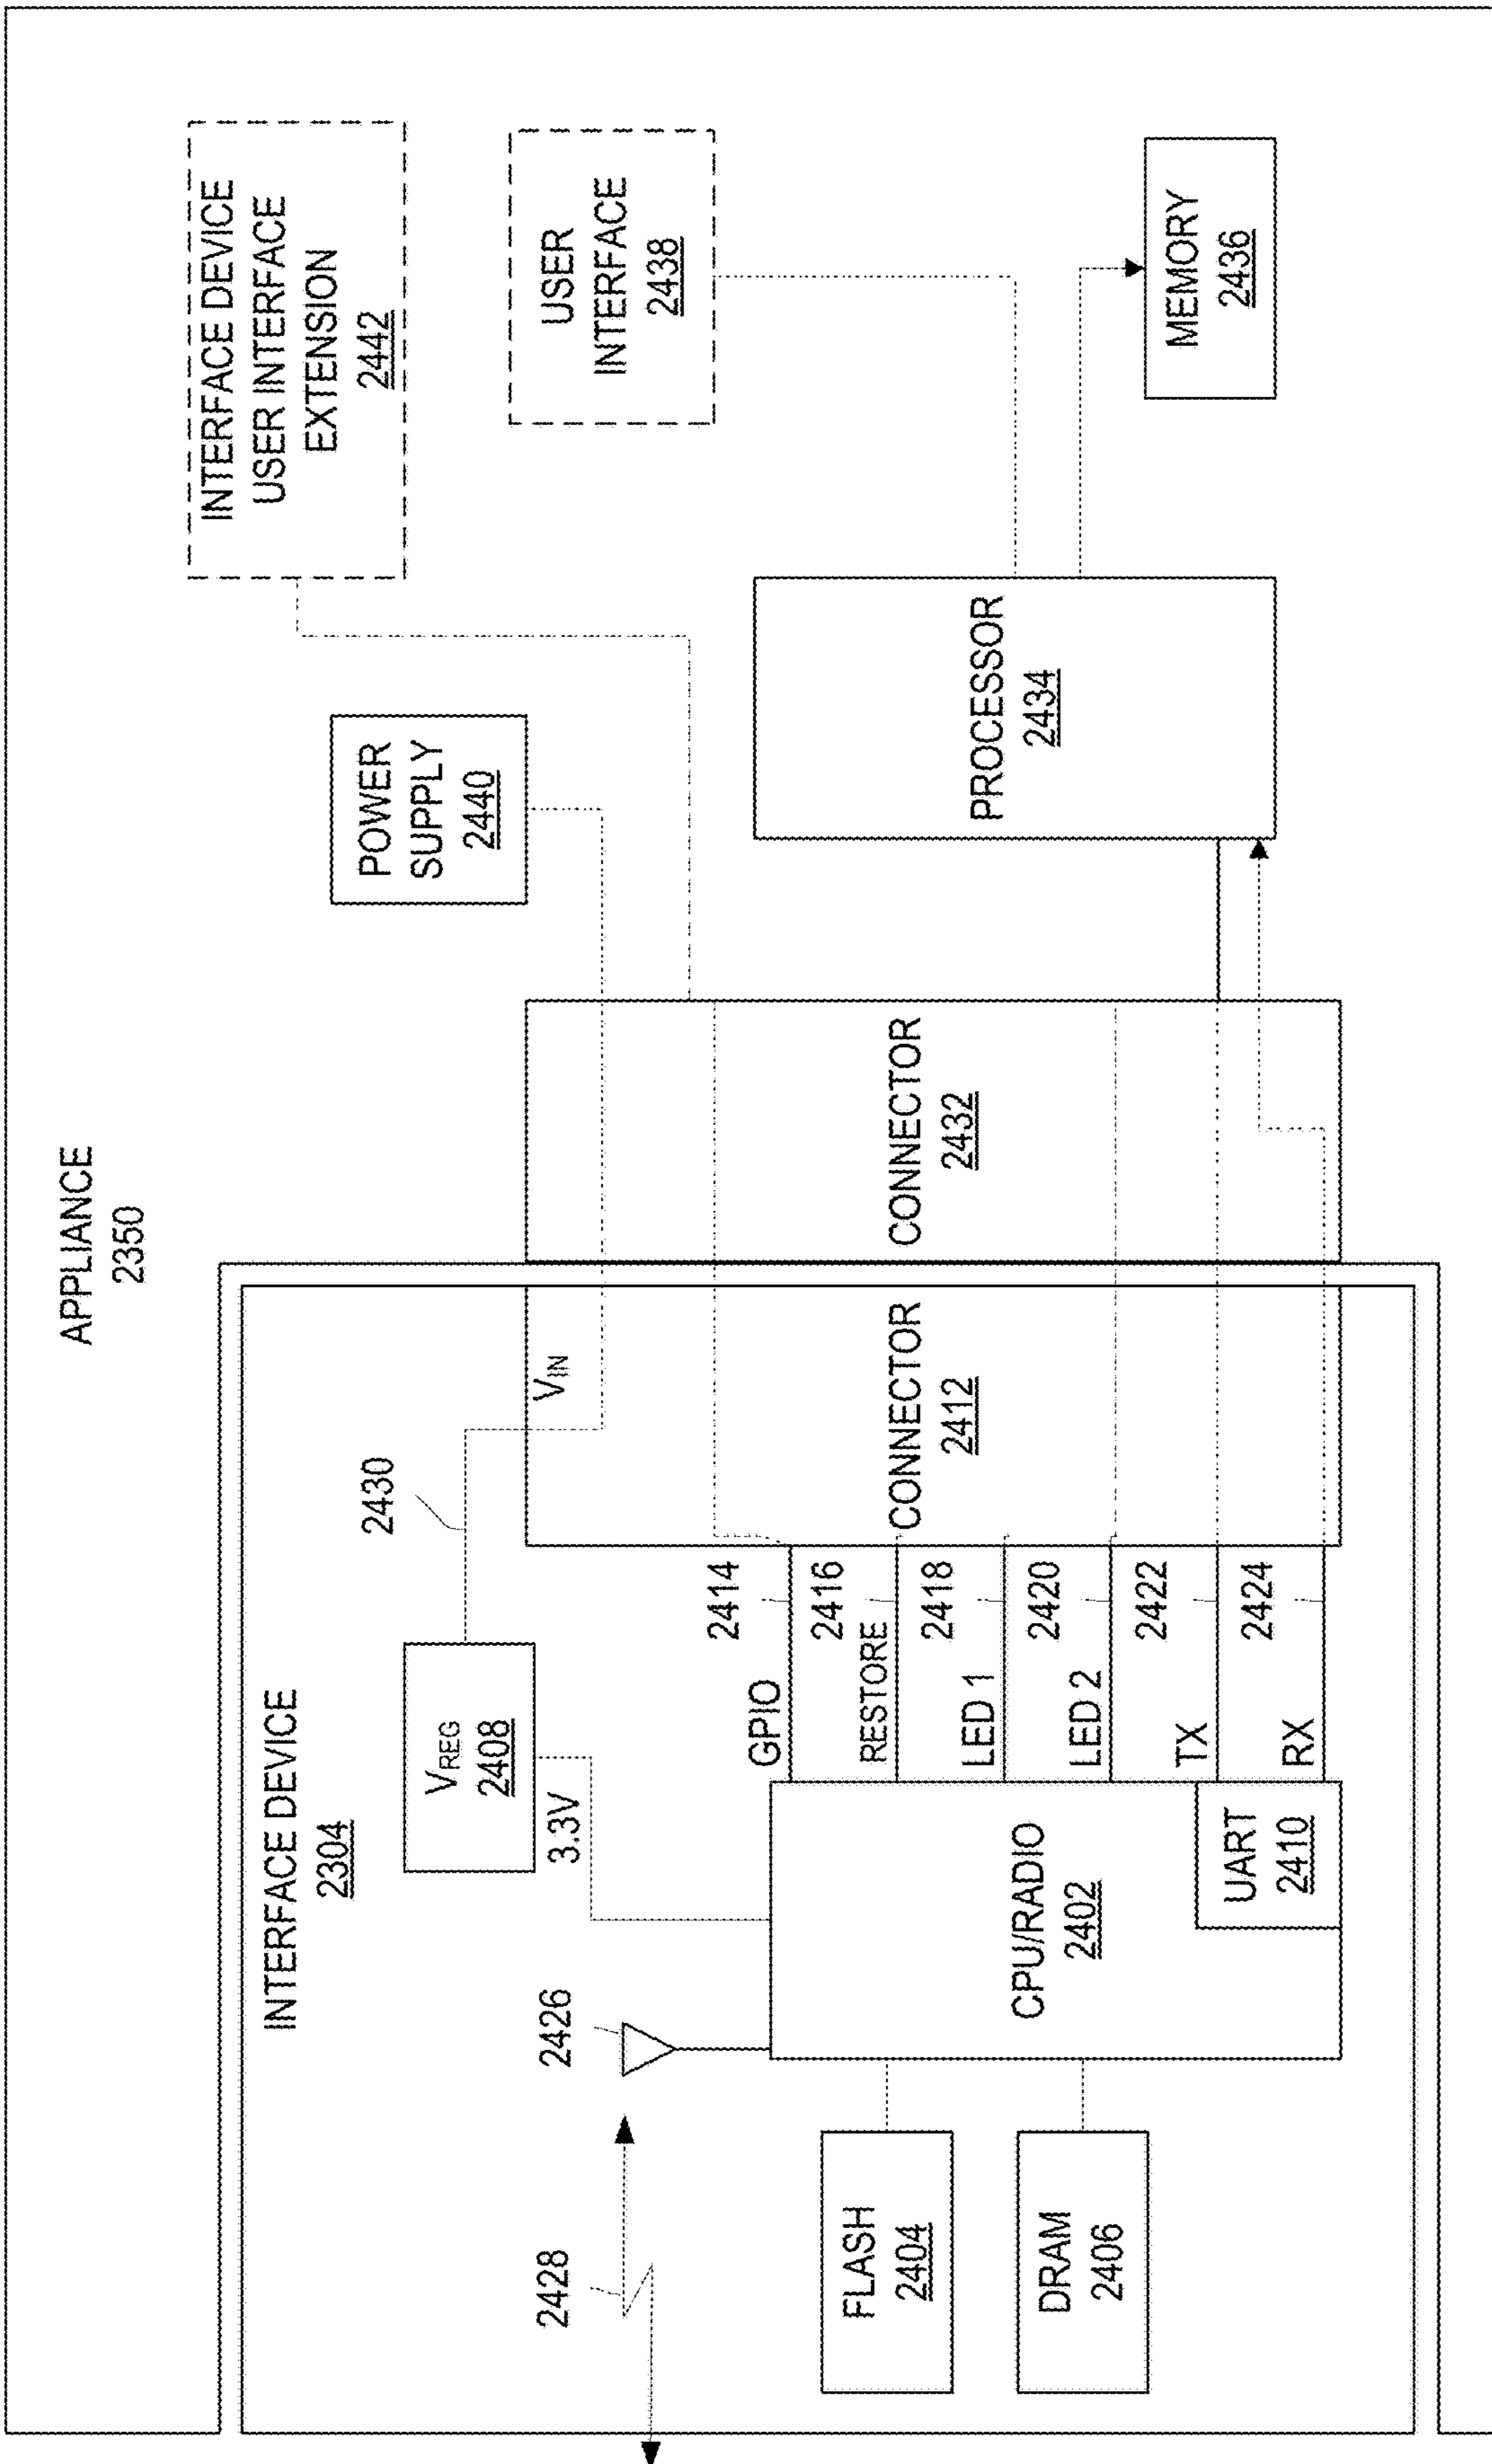 APPLIANCE
2350
INTERFACE DEVICE
2304
2428
2426
FLASH
2404
DRAM
2406
CPU/RADIO
2402
UART
2410
VREG
2408
3.3V
2430
VIN
GPIO
2414
RESTORE
2416
LED 1
2418
LED 2
2420
TX
2422
RX
2424
CONNECTOR
2412
CONNECTOR
2432
POWER
SUPPLY
2440
PROCESSOR
2434
INTERFACE DEVICE
USER INTERFACE
EXTENSION
2442
USER
INTERFACE
2438
MEMORY
2436